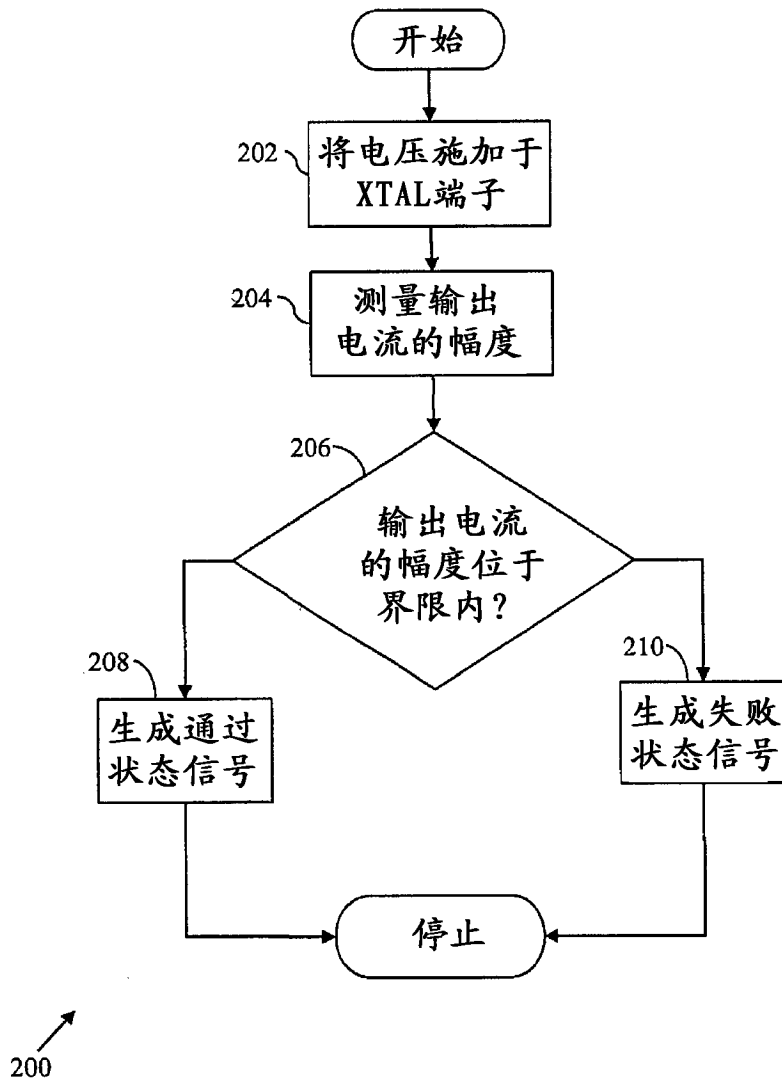 开始
202
将电压施加于
XTAL端子
204
测量输出
电流的幅度
206
输出电流
的幅度位于
界限内?
208
生成通过
状态信号
210
生成失败
状态信号
停止
200